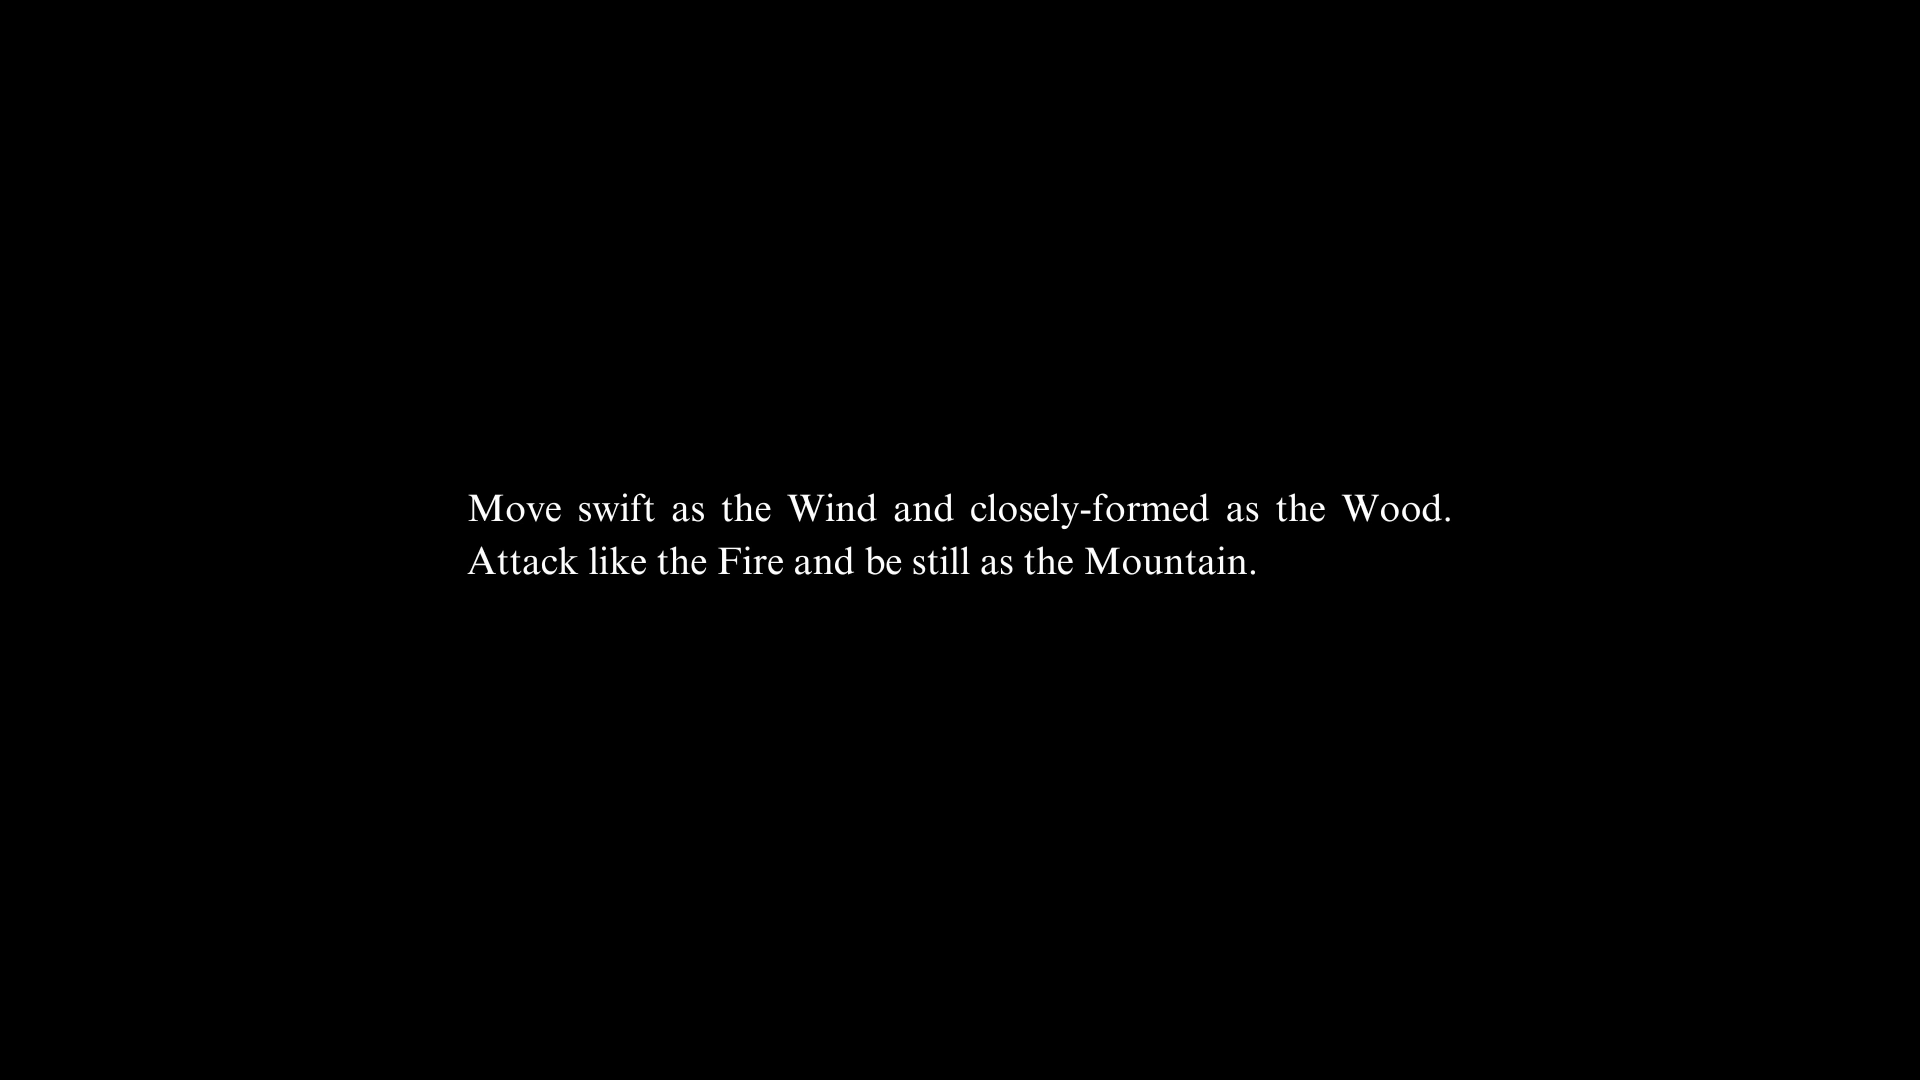 Move swift as the Wind and closely-formed as the Wood.
Attack like the Fire and be still as the Mountain.